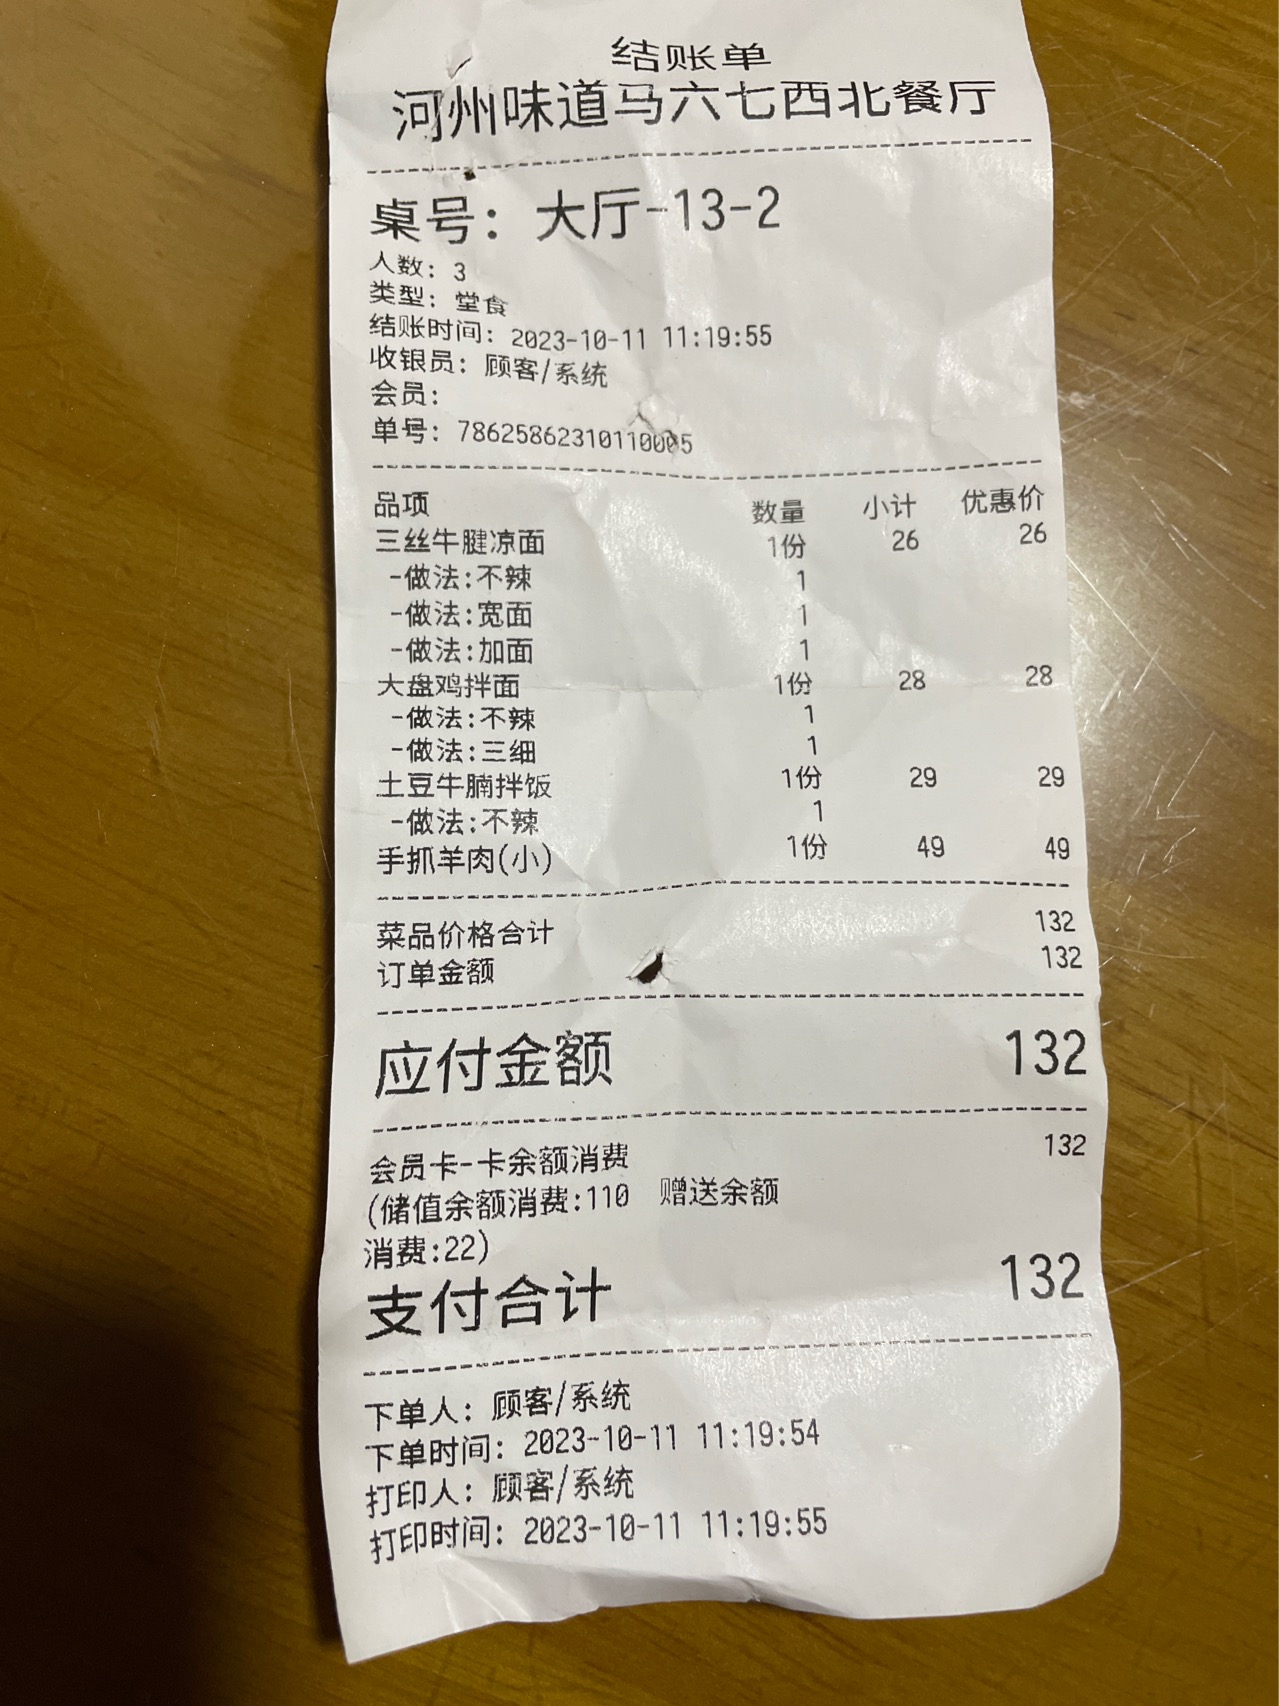 结账单
河州味道马六七西北餐厅
桌号：大厅-13-2
人数：3
类型：堂食
结账时间：2023-10-11 11:19:55
收银员：顾客/系统
会员：
单号：786258623101100​05
品项 数量 小计 优惠价
三丝牛腱凉面 1份 26 26
-做法:不辣 1
-做法:宽面 1
-做法:加面 1
大盘鸡拌面 1份 28 28
-做法:不辣 1
-做法:三细 1
土豆牛腩拌饭 1份 29 29
-做法:不辣 1
手抓羊肉(小) 1份 49 49
菜品价格合计 132
订单金额 132
应付金额 132
会员卡-卡余额消费 132
(储值余额消费:110 赠送余额
消费:22)
支付合计 132
下单人：顾客/系统
下单时间：2023-10-11 11:19:54
打印人：顾客/系统
打印时间：2023-10-11 11:19:55